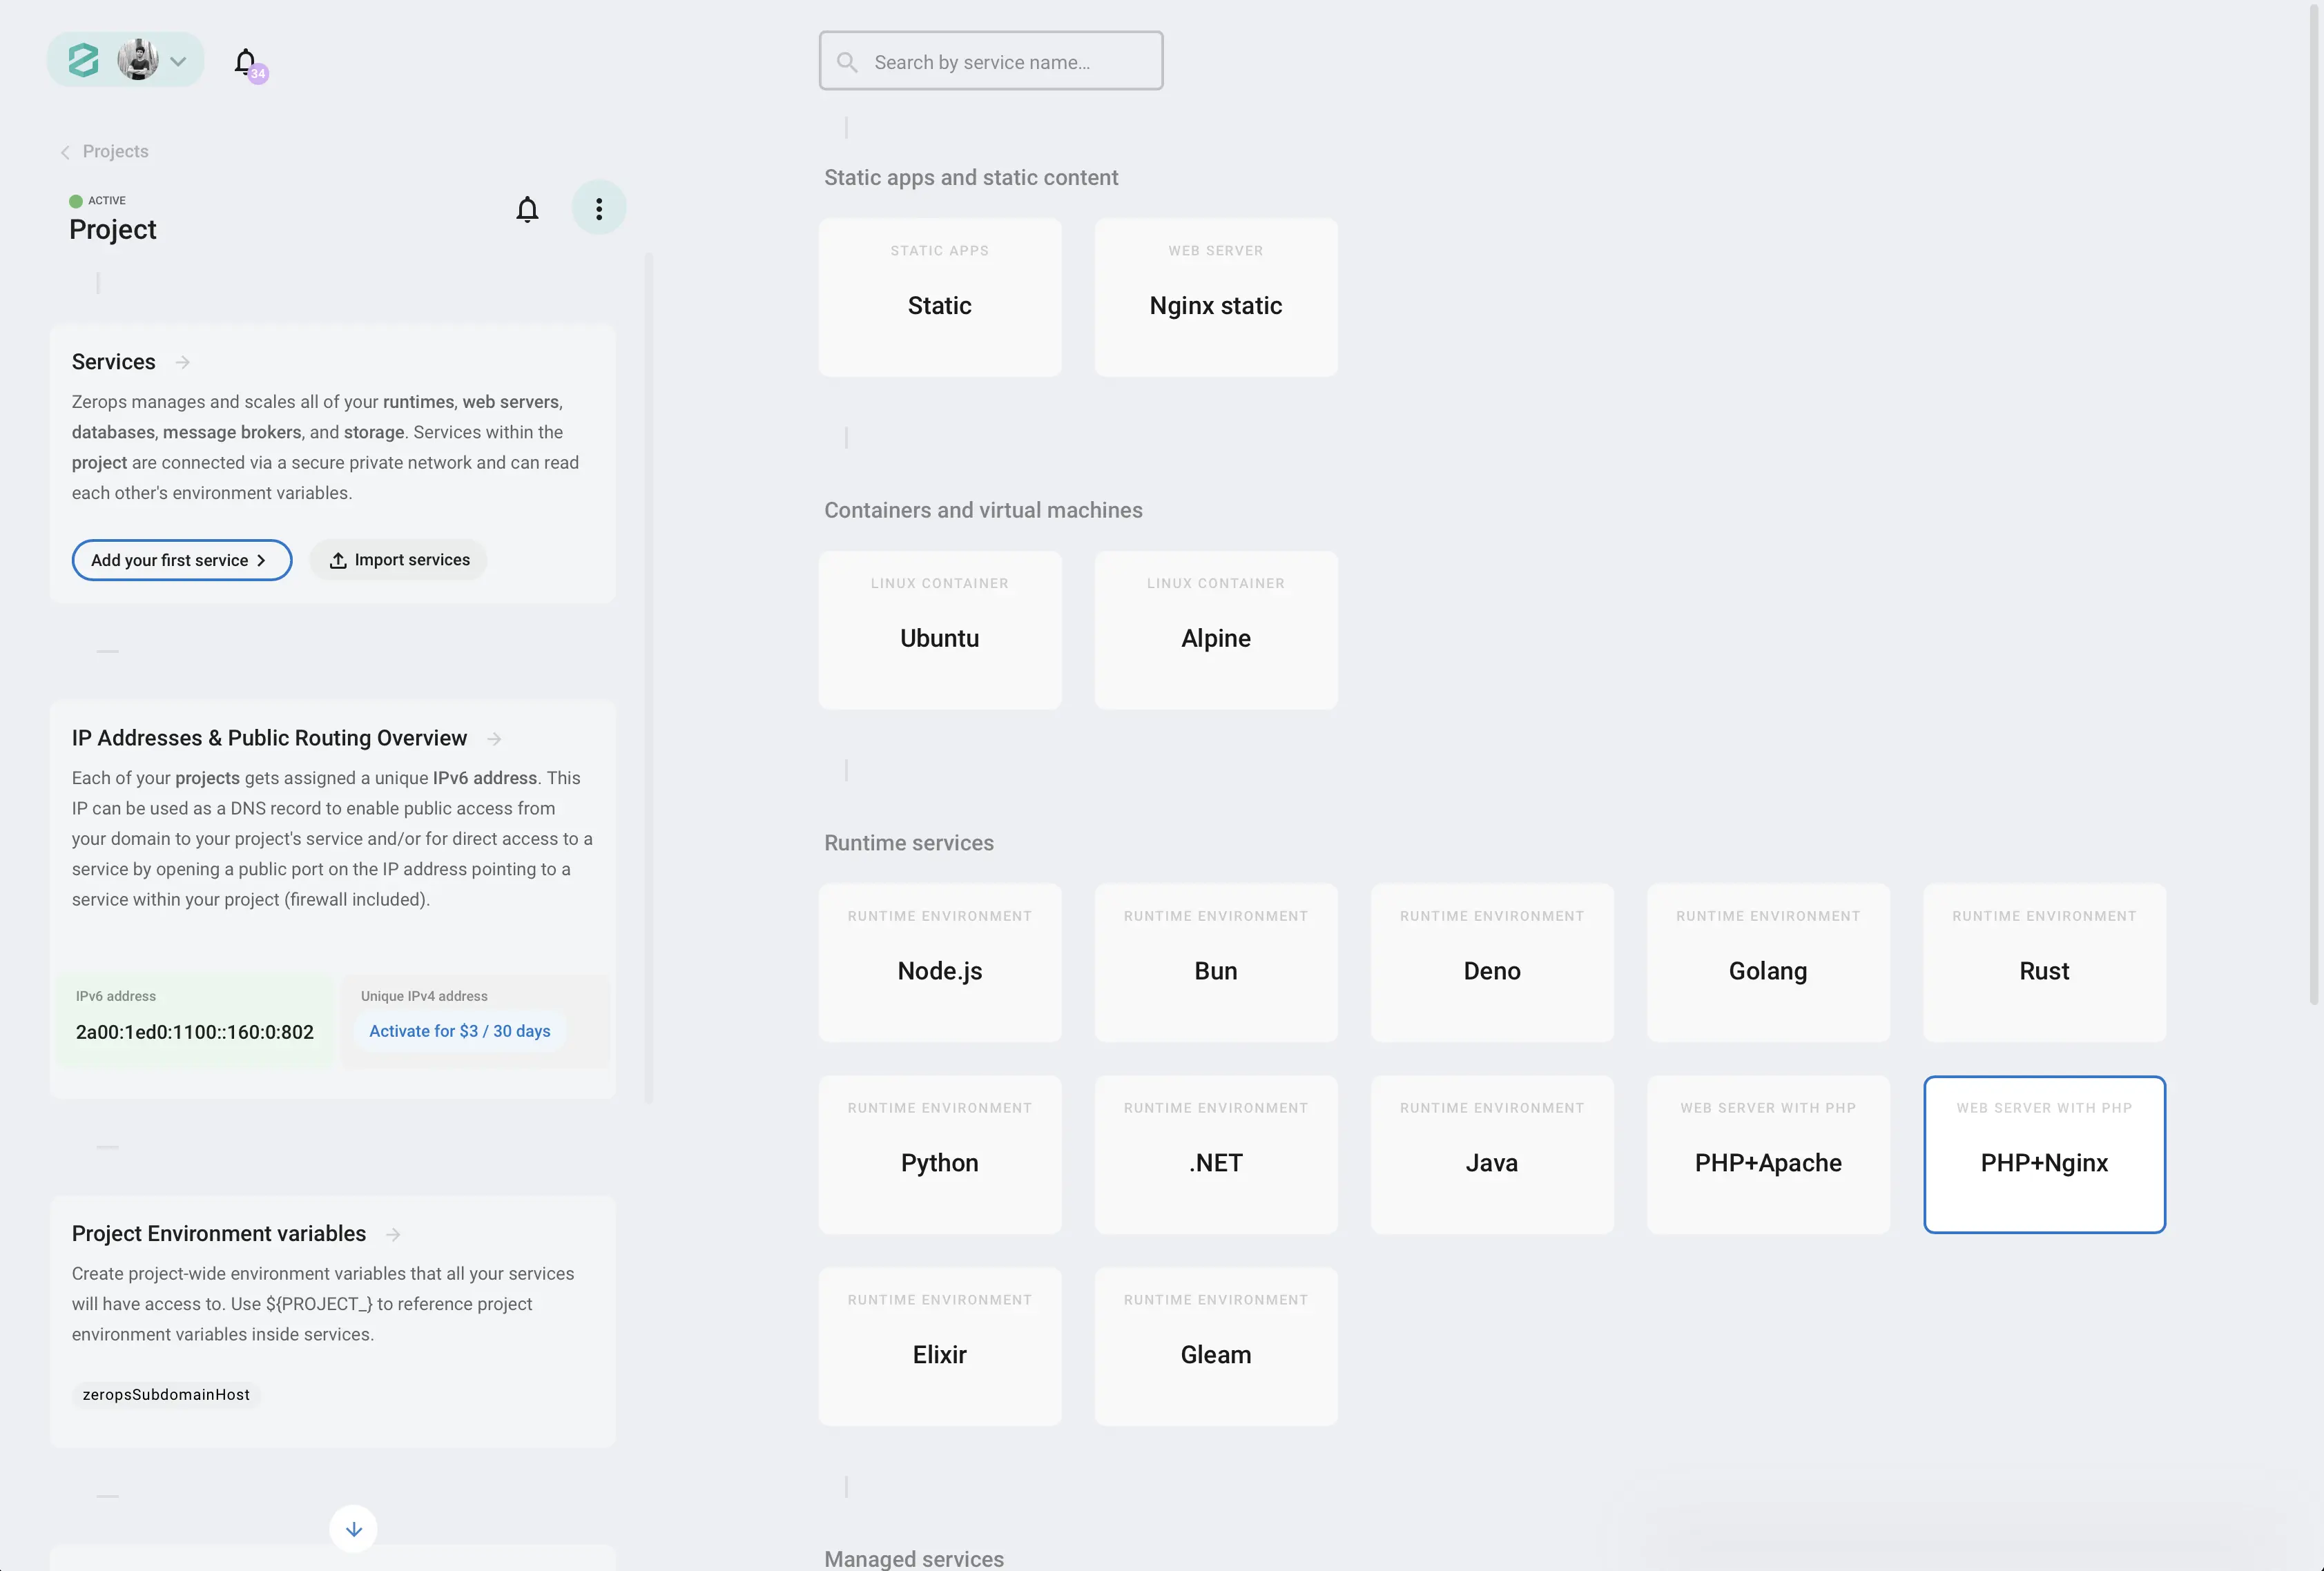 34
Search by service name...
Projects
ACTIVE
Project
Services
Zerops manages and scales all of your runtimes, web servers,
databases, message brokers, and storage. Services within the
project are connected via a secure private network and can read
each other's environment variables.
Add your first service
Import services
IP Addresses & Public Routing Overview
Each of your projects gets assigned a unique IPv6 address. This
IP can be used as a DNS record to enable public access from
your domain to your project's service and/or for direct access to a
service by opening a public port on the IP address pointing to a
service within your project (firewall included).
IPv6 address
2a00:1ed0:1100::160:0:802
Unique IPv4 address
Activate for $3 / 30 days
Project Environment variables
Create project-wide environment variables that all your services
will have access to. Use ${PROJECT_} to reference project
environment variables inside services.
zeropsSubdomainHost
Static apps and static content
STATIC APPS
Static
WEB SERVER
Nginx static
Containers and virtual machines
LINUX CONTAINER
Ubuntu
LINUX CONTAINER
Alpine
Runtime services
RUNTIME ENVIRONMENT
Node.js
RUNTIME ENVIRONMENT
Bun
RUNTIME ENVIRONMENT
Deno
RUNTIME ENVIRONMENT
Golang
RUNTIME ENVIRONMENT
Rust
RUNTIME ENVIRONMENT
Python
RUNTIME ENVIRONMENT
.NET
RUNTIME ENVIRONMENT
Java
WEB SERVER WITH PHP
PHP+Apache
WEB SERVER WITH PHP
PHP+Nginx
RUNTIME ENVIRONMENT
Elixir
RUNTIME ENVIRONMENT
Gleam
Managed services